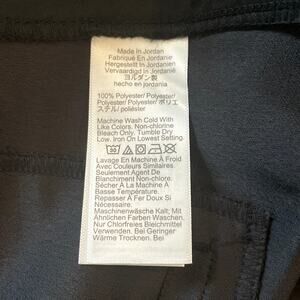 Made In Jordan
Fabriqué En Jordanie
Hergestellt In Jordanien
Vervaardigd In Jordanië
ヨルダン製
hecho en Jordania
100% Polyester/ Polyester/
Polyester/ Polyester/ ポリエ
ステル/ poliéster
Machine Wash Cold With
Like Colors. Non-chlorine
Bleach Only. Tumble Dry
Low. Iron On Lowest Setting
Lavage En Machine À Froid
Avec Couleurs Similaires.
Seulement Agent De
Blanchiment Non-chlore.
Sécher À La Machine À
Basse Température.
Repasser À Fer Doux Si
Nécessaire.
Maschinenwäsche Kalt; Mit
Ähnlichen Farben Waschen.
Nur Chlorfreies Bleichmittel
Verwenden. Bei Geringer
Wärme Trocknen. Bei